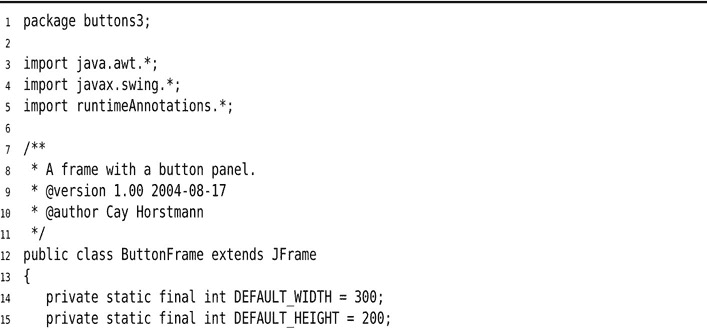 1 package buttons3;
2
3 import java.awt.*;
4 import javax.swing.*;
5 import runtimeAnnotations.*;
6
7 /**
8  * A frame with a button panel.
9  * @version 1.00 2004-08-17
10  * @author Cay Horstmann
11  */
12 public class ButtonFrame extends JFrame
13 {
14    private static final int DEFAULT_WIDTH = 300;
15    private static final int DEFAULT_HEIGHT = 200;